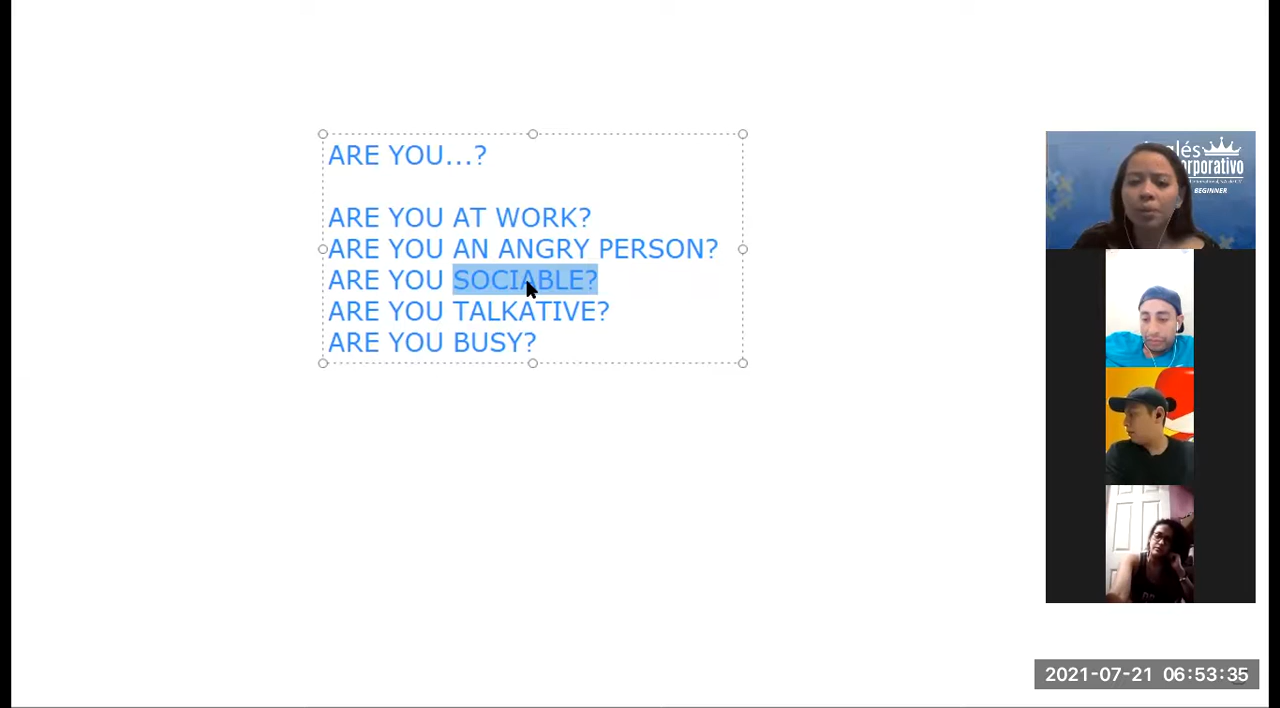 ARE YOU...?
ARE YOU AT WORK?
ARE YOU AN ANGRY PERSON?
ARE YOU SOCIABLE?
ARE YOU TALKATIVE?
ARE YOU BUSY?
BEGINNER
2021-07-21 06:53:35